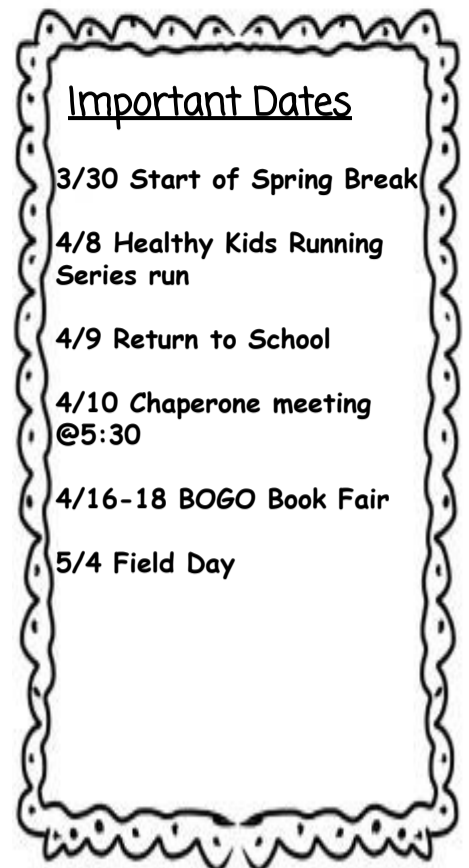 Important Dates
3/30 Start of Spring Break
4/8 Healthy Kids Running
Series run
4/9 Return to School
4/10 Chaperone meeting
@5:30
4/16-18 BOGO Book Fair
5/4 Field Day